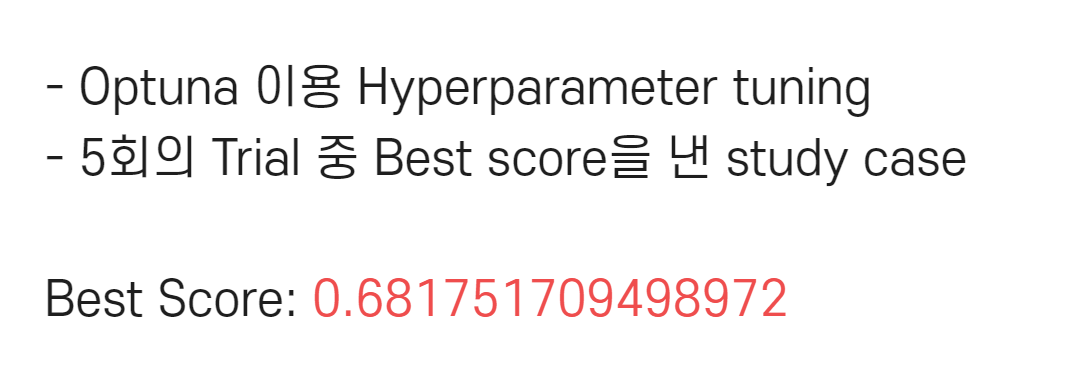 - Optuna 이용 Hyperparameter tuning
- 5회의 Trial 중 Best score을 낸 study case
Best Score: 0.681751709498972